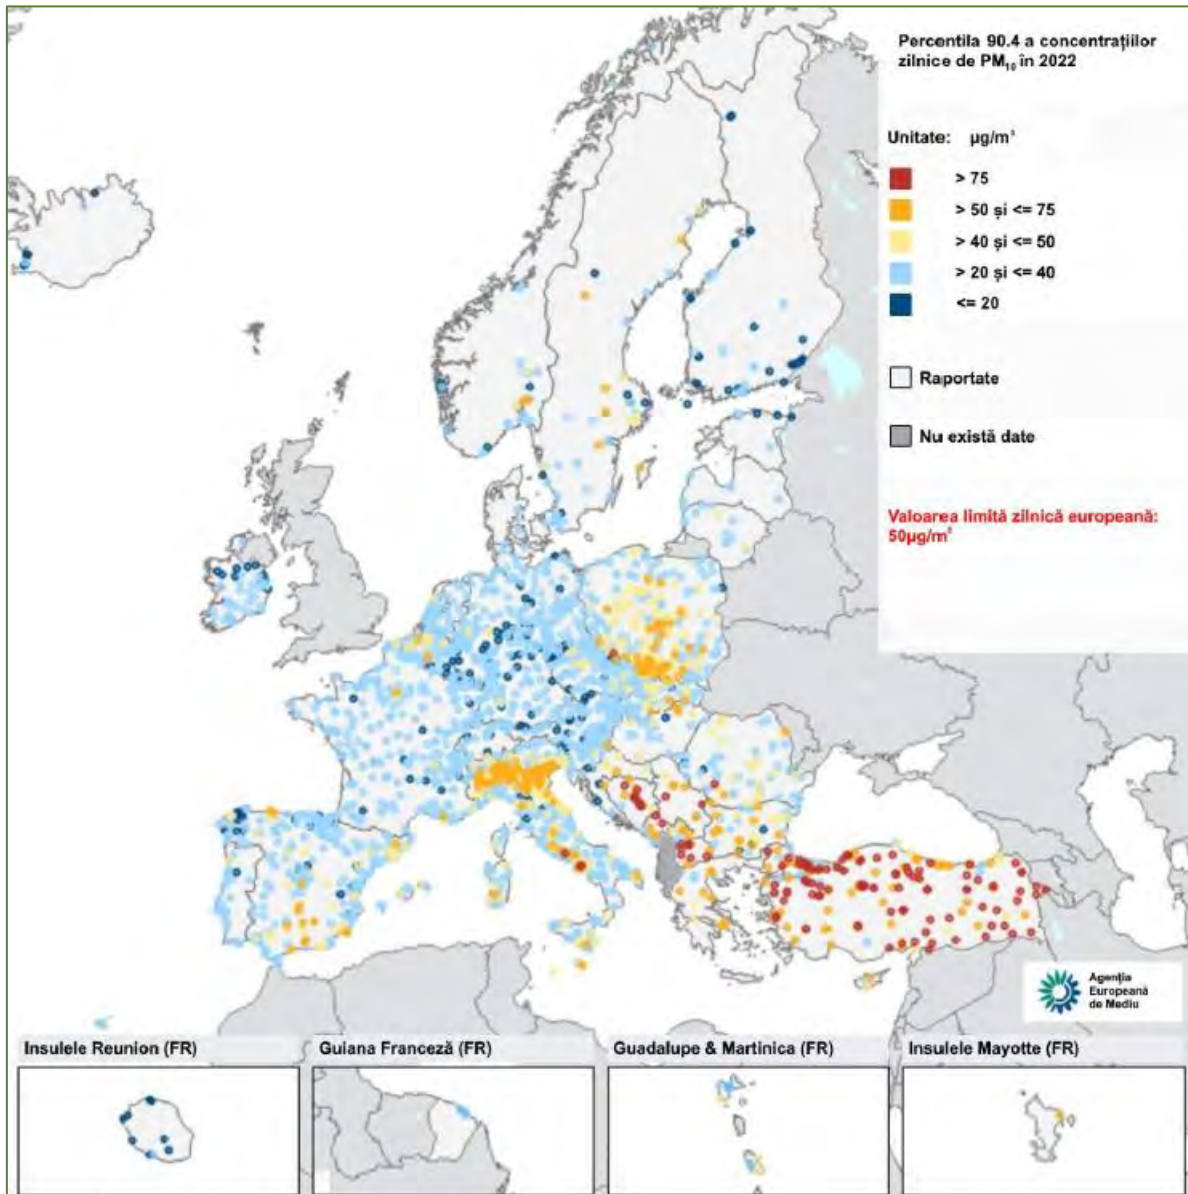 Percentila 90.4 a concentrațiilor
zilnice de PM₁₀ în 2022
Unitate: µg/m³
> 75
> 50 și <= 75
> 40 și <= 50
> 20 și <= 40
<= 20
Raportate
Nu există date
Valoarea limită zilnică europeană:
50µg/m³
Agenția
Europeană
de Mediu
Insulele Reunion (FR)
Guiana Franceză (FR)
Guadalupe & Martinica (FR)
Insulele Mayotte (FR)